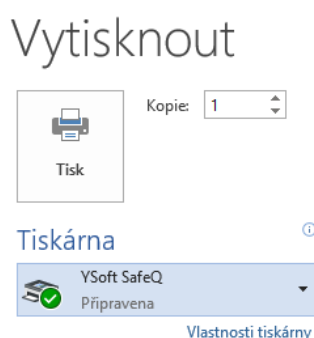 Vytisknout
Kopie: 1
Tisk
Tiskárna
YSoft SafeQ
Připravena
Vlastnosti tiskárny